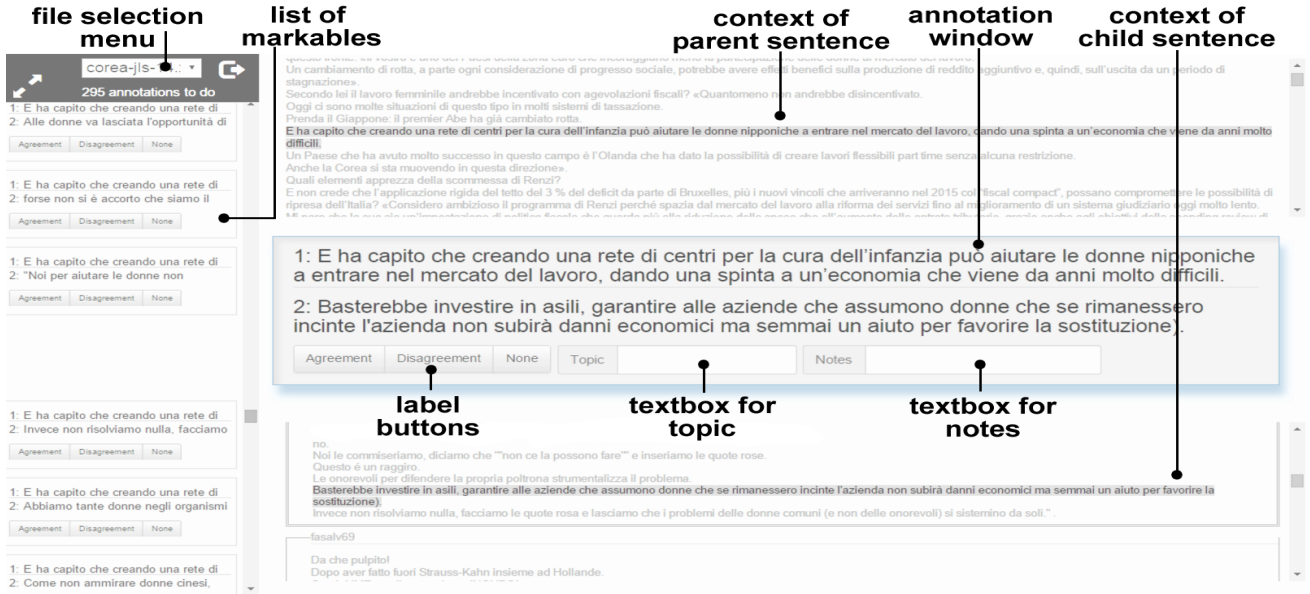 file selection
menu
list of
markables
context of
parent sentence
annotation
window
context of
child sentence
corea-jls-
295 annotations to do
1: E ha capito che creando una rete di
2: Alle donne va lasciata l'opportunità di
Agreement Disagreement None
1: E ha capito che creando una rete di
2: forse non si è accorto che siamo il
Agreement Disagreement None
1: E ha capito che creando una rete di
2: "Noi per aiutare le donne non
Agreement Disagreement None
1: E ha capito che creando una rete di
2: Invece non risolviamo nulla, facciamo
Agreement Disagreement None
1: E ha capito che creando una rete di
2: Abbiamo tante donne negli organismi
Agreement Disagreement None
1: E ha capito che creando una rete di
2: Come non ammirare donne cinesi,
Un cambiamento di rotta, a parte ogni considerazione di progresso sociale, potrebbe avere effetti benefici sulla produzione di reddito aggiuntivo e, quindi, sull'uscita da un periodo di
stagnazione».
Secondo lei il lavoro femminile andrebbe incentivato con agevolazioni fiscali? «Quantomeno non andrebbe disincentivato.
Oggi ci sono molte situazioni di questo tipo in molti sistemi di tassazione.
Prenda il Giappone: il premier Abe ha già cambiato rotta.
E ha capito che creando una rete di centri per la cura dell'infanzia può aiutare le donne nipponiche a entrare nel mercato del lavoro, dando una spinta a un'economia che viene da anni molto
difficili.
Un Paese che ha avuto molto successo in questo campo è l'Olanda che ha dato la possibilità di creare lavori flessibili part time senza alcuna restrizione.
Anche la Corea si sta muovendo in questa direzione».
Quali elementi apprezza della scommessa di Renzi?
E non crede che l'applicazione rigida del tetto del 3 % del deficit da parte di Bruxelles, più i nuovi vincoli che arriveranno nel 2015 col "fiscal compact", possano compromettere le possibilità di
ripresa dell'Italia? «Considero ambizioso il programma di Renzi perché spazia dal mercato del lavoro alla riforma dei servizi fino al miglioramento di un sistema giudiziario oggi molto lento.
1: E ha capito che creando una rete di centri per la cura dell'infanzia può aiutare le donne nipponiche
a entrare nel mercato del lavoro, dando una spinta a un'economia che viene da anni molto difficili.
2: Basterebbe investire in asili, garantire alle aziende che assumono donne che se rimanessero
incinte l'azienda non subirà danni economici ma semmai un aiuto per favorire la sostituzione).
Agreement Disagreement None Topic Notes
label
buttons
textbox for
topic
textbox for
notes
no.
Noi le commiseriamo, diciamo che ""non ce la possono fare"" e inseriamo le quote rose.
Questo é un raggiro.
Le onorevoli per difendere la propria poltrona strumentalizza il problema.
Basterebbe investire in asili, garantire alle aziende che assumono donne che se rimanessero incinte l'azienda non subirà danni economici ma semmai un aiuto per favorire la
sostituzione).
Invece non risolviamo nulla, facciamo le quote rosa e lasciamo che i problemi delle donne comuni (e non delle onorevoli) si sistemino da soli." .
fasalv69
Da che pulpito!
Dopo aver fatto fuori Strauss-Kahn insieme ad Hollande.